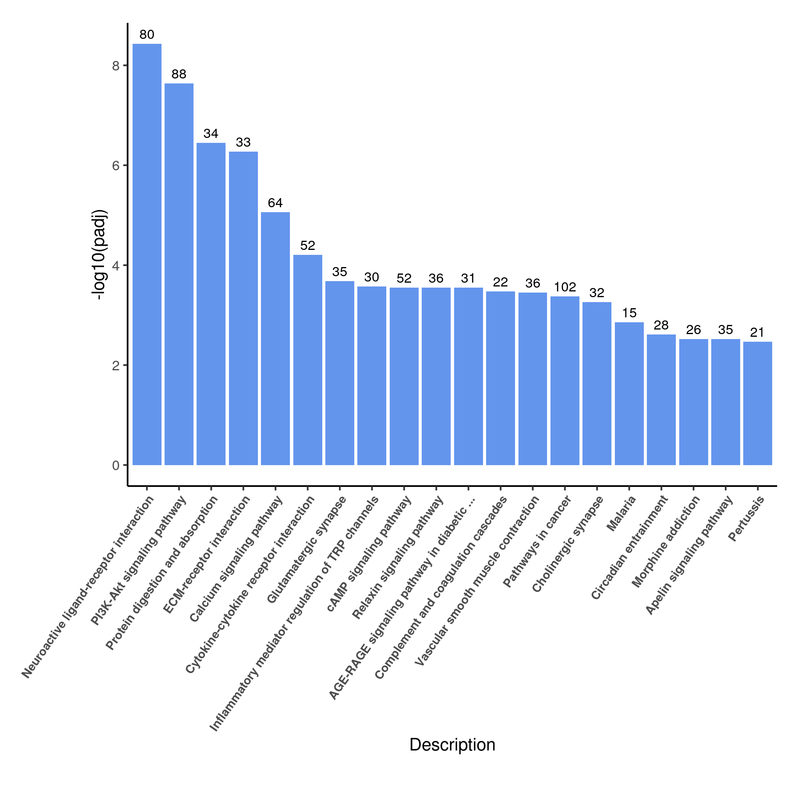 80
88
34
33
64
52
35
30
52
36
31
22
36
102
32
15
28
26
35
21
8
6
4
2
0
-log10(padj)
Neuroactive ligand-receptor interaction
PI3K-Akt signaling pathway
Protein digestion and absorption
ECM-receptor interaction
Calcium signaling pathway
Cytokine-cytokine receptor interaction
Glutamatergic synapse
Inflammatory mediator regulation of TRP channels
cAMP signaling pathway
Relaxin signaling pathway
AGE-RAGE signaling pathway in diabetic ...
Complement and coagulation cascades
Vascular smooth muscle contraction
Pathways in cancer
Cholinergic synapse
Malaria
Circadian entrainment
Morphine addiction
Apelin signaling pathway
Pertussis
Description